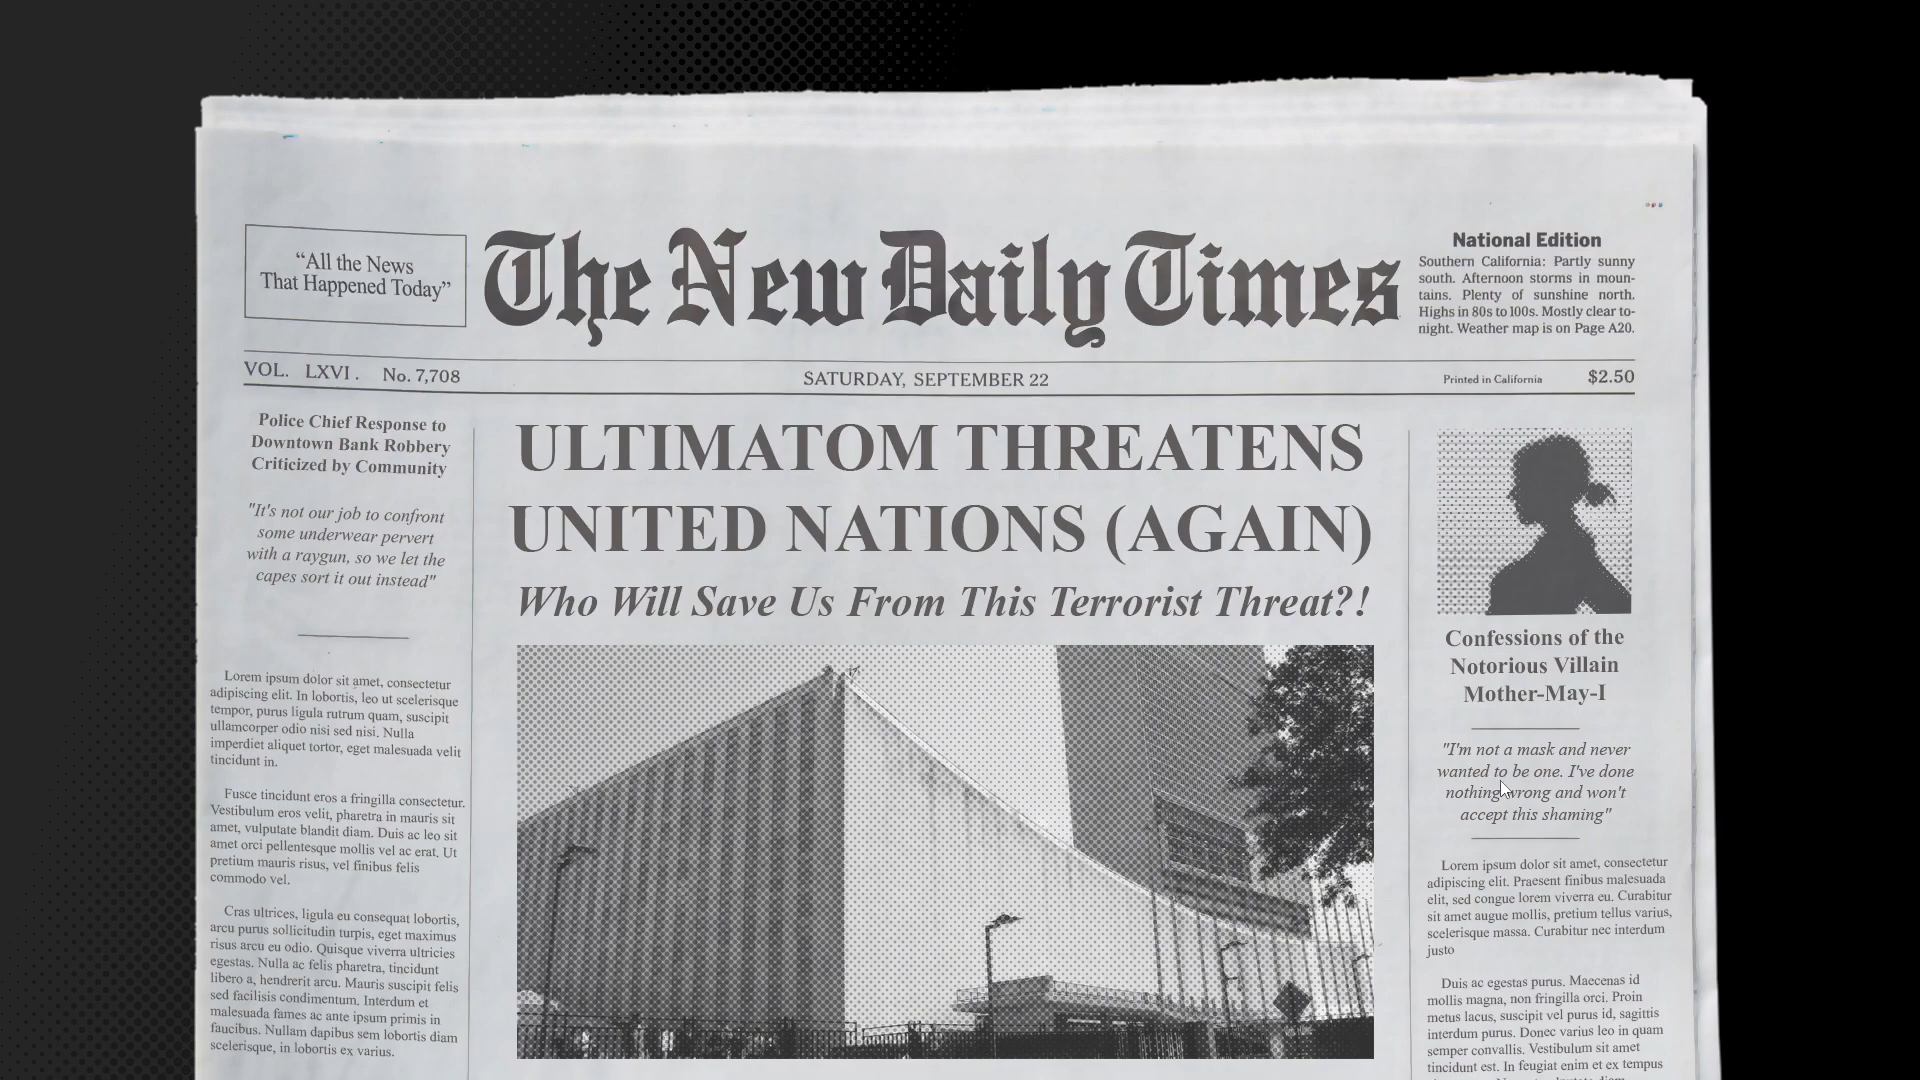 “All the News
That Happened Today”
The New Daily Times
National Edition
Southern California: Partly sunny
south. Afternoon storms in moun-
tains. Plenty of sunshine north.
Highs in 80s to 100s. Mostly clear to-
night. Weather map is on Page A20.
VOL. LXVI. No. 7,708
SATURDAY, SEPTEMBER 22
Printed in California
$2.50
Police Chief Response to
Downtown Bank Robbery
Criticized by Community
"It's not our job to confront
some underwear pervert
with a raygun, so we let the
capes sort it out instead"
Lorem ipsum dolor sit amet, consectetur
adipiscing elit. In lobortis, leo ut scelerisque
tempor, purus ligula rutrum quam, suscipit
ullamcorper odio nisi sed nisi. Nulla
imperdiet aliquet tortor, eget malesuada velit
tincidunt in.
Fusce tincidunt eros a fringilla consectetur.
Vestibulum eros velit, pharetra in mauris sit
amet, vulputate blandit diam. Duis ac leo sit
amet orci pellentesque mollis vel ac erat. Ut
pretium mauris risus, vel finibus felis
commodo vel.
Cras ultrices, ligula eu consequat lobortis,
arcu purus sollicitudin turpis, eget maximus
risus arcu eu odio. Quisque viverra ultricies
egestas. Nulla ac felis pharetra, tincidunt
libero a, hendrerit arcu. Mauris suscipit felis
sed facilisis condimentum. Interdum et
malesuada fames ac ante ipsum primis in
faucibus. Nullam dapibus sem lobortis diam
scelerisque, in lobortis ex varius.
ULTIMATOM THREATENS
UNITED NATIONS (AGAIN)
Who Will Save Us From This Terrorist Threat?!
Confessions of the
Notorious Villain
Mother-May-I
"I'm not a mask and never
wanted to be one. I've done
nothing wrong and won't
accept this shaming"
Lorem ipsum dolor sit amet, consectetur
adipiscing elit. Praesent finibus malesuada
elit, sed congue lorem viverra eu. Curabitur
sit amet augue mollis, pretium tellus varius,
scelerisque massa. Curabitur nec interdum
justo
Duis ac egestas purus. Maecenas id
mollis magna, non fringilla orci. Proin
metus lacus, suscipit vel purus id, sagittis
interdum purus. Donec varius leo in quam
semper convallis. Vestibulum sit amet
tincidunt est. In feugiat enim et ex tempus